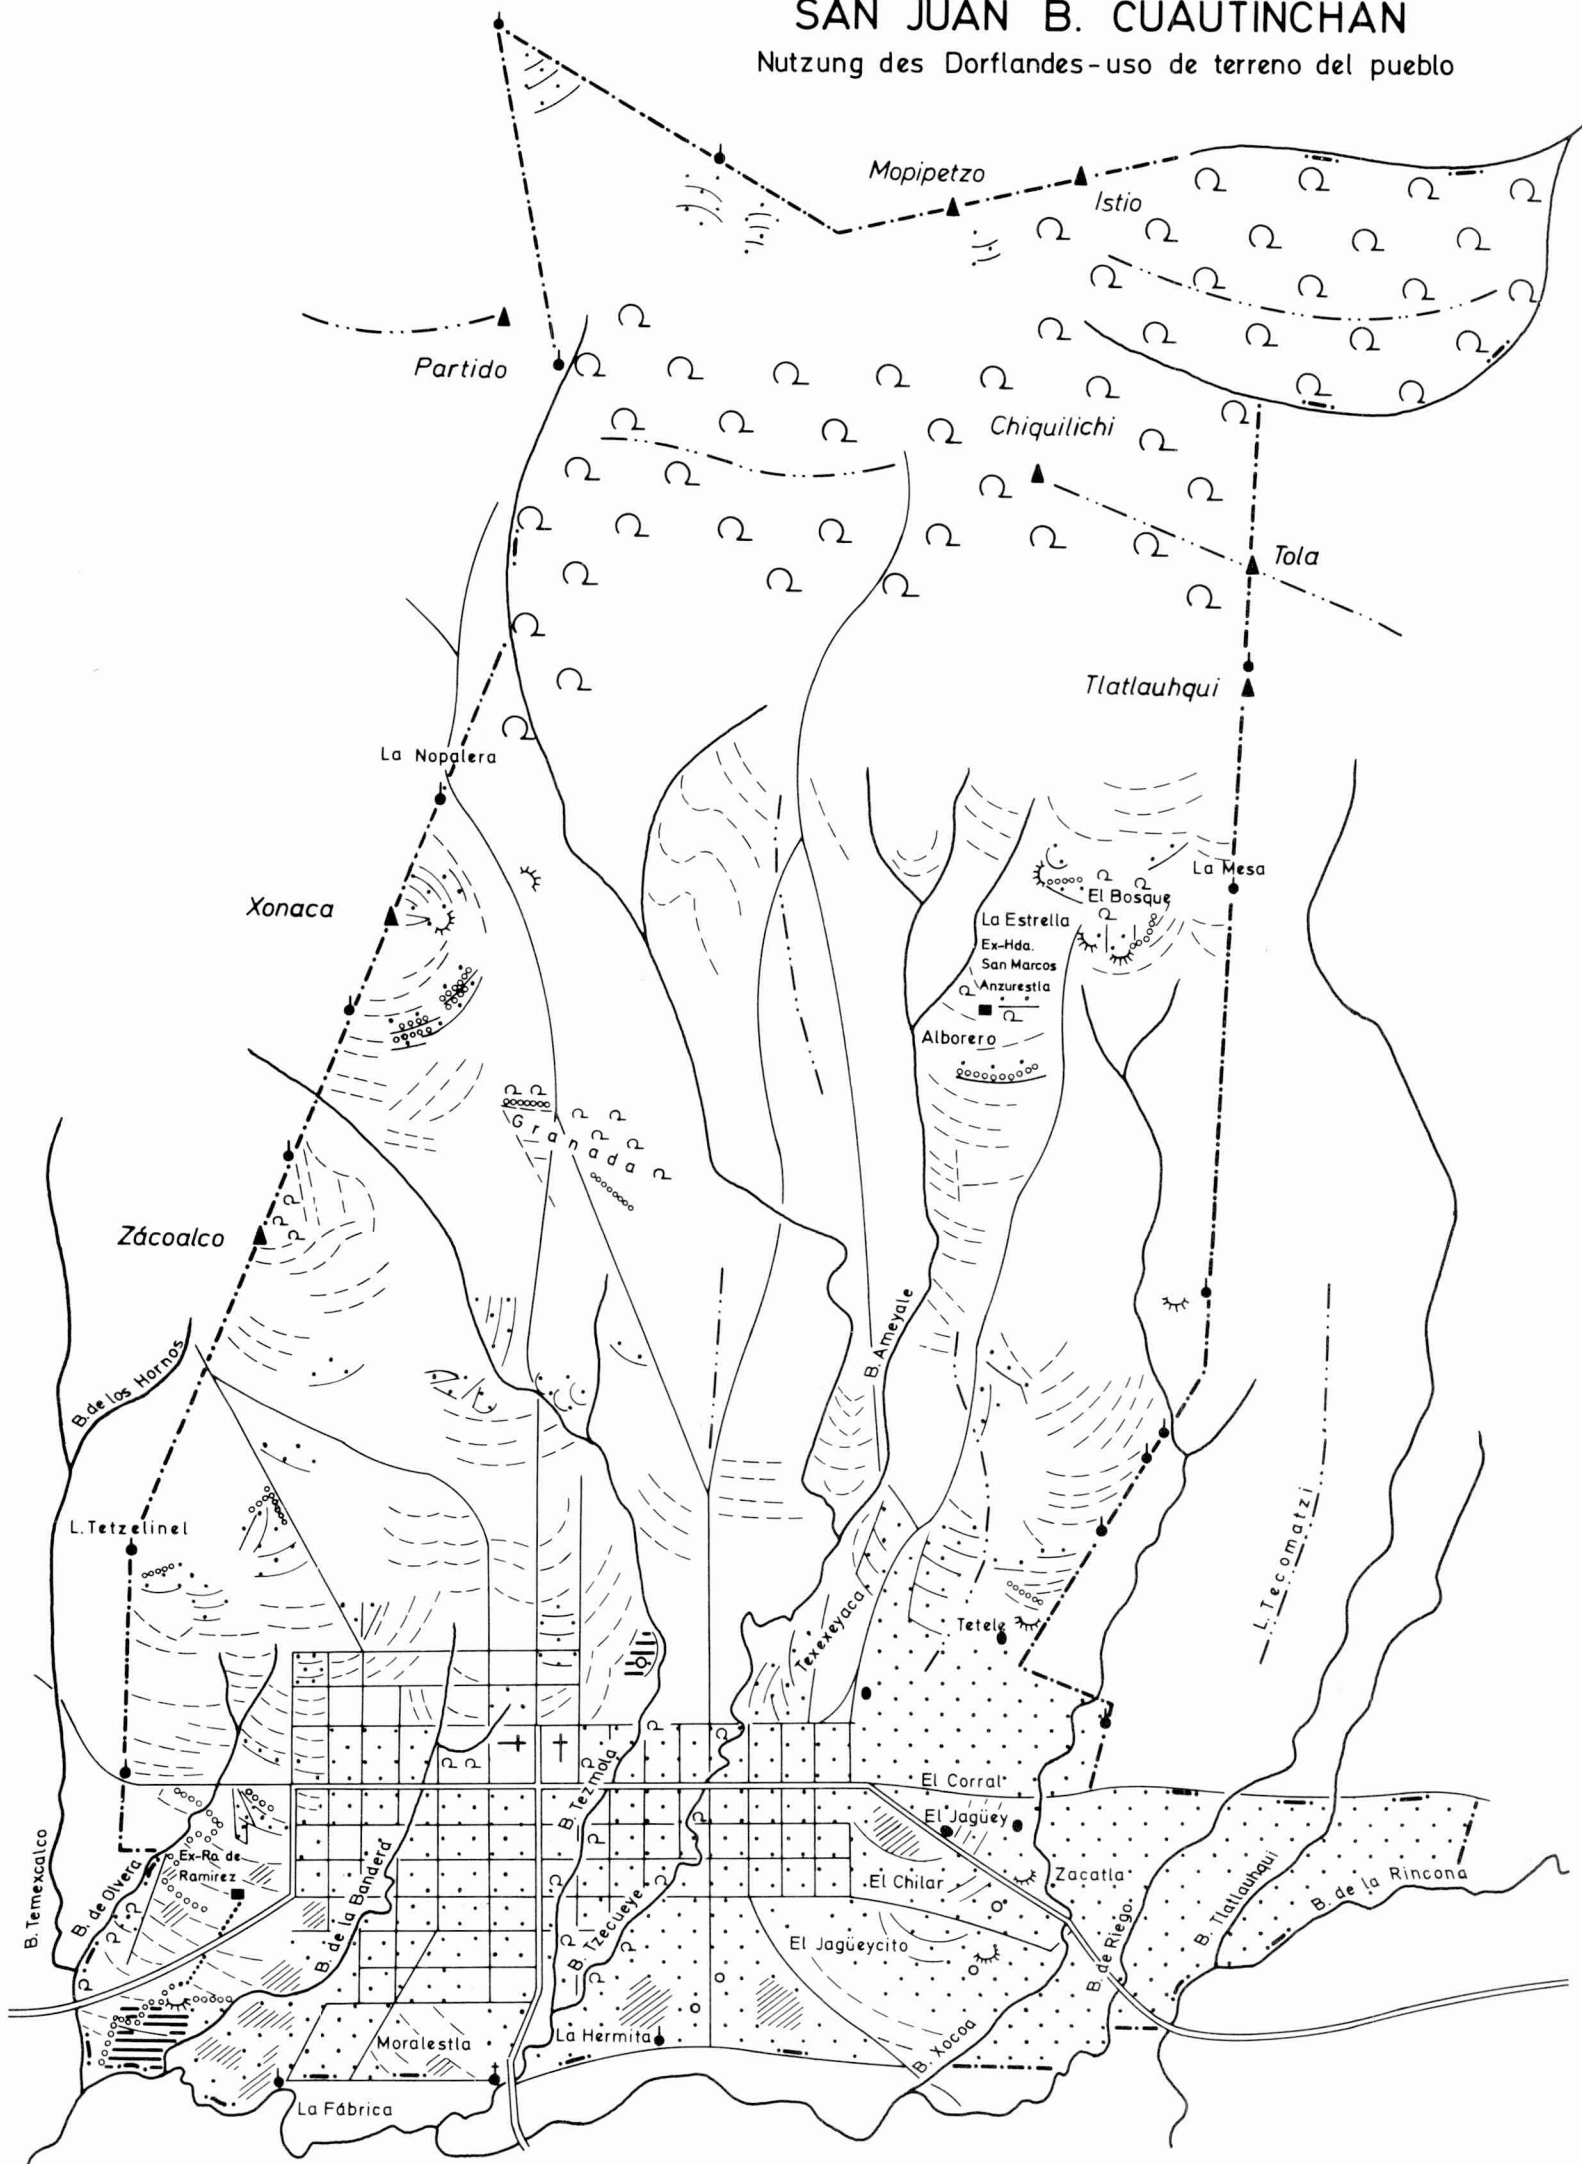 SAN JUAN B. CUAUTINCHAN
Nutzung des Dorflandes-uso de terreno del pueblo
Mopipetzo
Istio
Partido
Chiquilichi
Tola
Tlatlauhqui
La Nopalera
La Mesa
El Bosque
Xonaca
La Estrella
Ex-Hda.
San Marcos
Anzurestla
Alborero
Granada
Zácoalco
B. Ameyale
B. de los Hornos
L. Tetzelinel
L. Tecomatzi
Texexeyaca
Tetele
El Corral
B. Tezmola
El Jagüey
B. Temexcalco
B. de Olvera
Ex-Ra. de
Ramirez
B. de la Bandera
El Chilar
Zacatla
B. Tlatlauhqui
B. de la Rincona
B. Tzecueye
El Jagüeycito
B. de Riego
Moralestla
La Hermita
B. Xocoa
La Fábrica